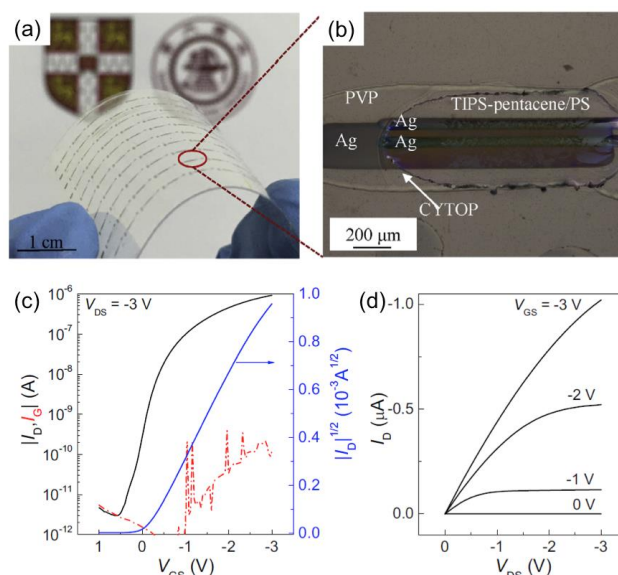 (a)
1 cm
(b)
PVP
TIPS-pentacene/PS
Ag
Ag
Ag
CYTOP
200 μm
(c)
V_DS = -3 V
10^-6
10^-7
10^-8
10^-9
10^-10
10^-11
10^-12
|I_D, I_G| (A)
1.0
0.8
0.6
0.4
0.2
0.0
|I_D|^1/2 (10^-3 A^1/2)
1 0 -1 -2 -3
V_GS (V)
(d)
V_GS = -3 V
-2 V
-1 V
0 V
-1.0
-0.5
0.0
I_D (μA)
0 -1 -2 -3
V_DS (V)